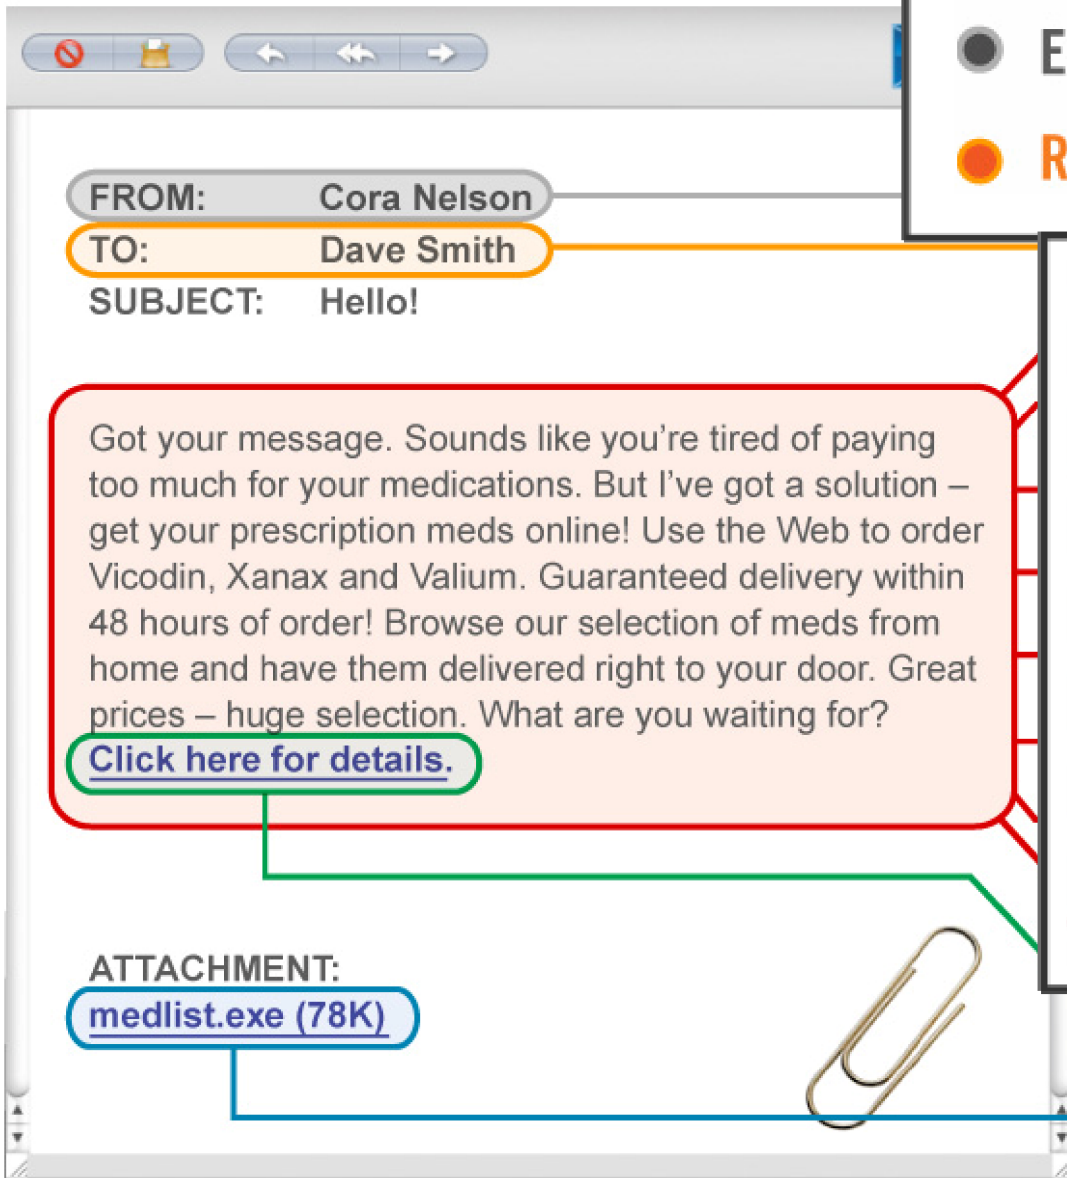 E
R
FROM: Cora Nelson
TO: Dave Smith
SUBJECT: Hello!
Got your message. Sounds like you're tired of paying
too much for your medications. But I've got a solution –
get your prescription meds online! Use the Web to order
Vicodin, Xanax and Valium. Guaranteed delivery within
48 hours of order! Browse our selection of meds from
home and have them delivered right to your door. Great
prices – huge selection. What are you waiting for?
Click here for details.
ATTACHMENT:
medlist.exe (78K)